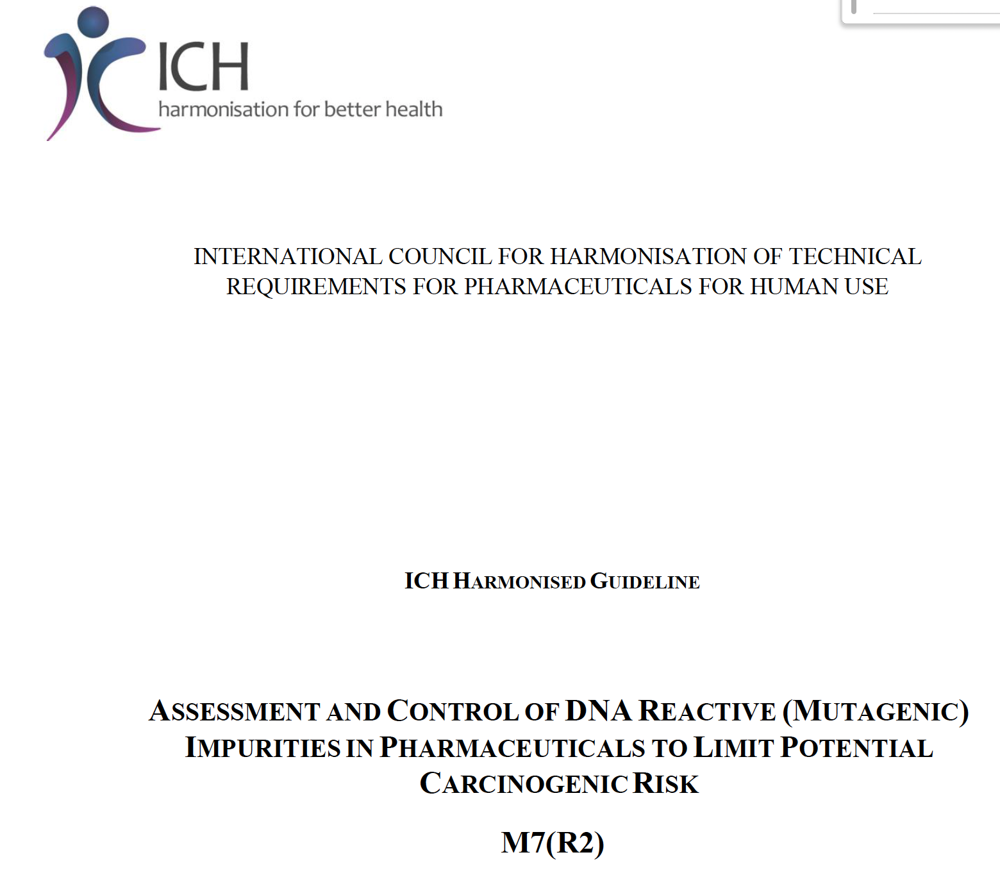 ICH
harmonisation for better health
INTERNATIONAL COUNCIL FOR HARMONISATION OF TECHNICAL
REQUIREMENTS FOR PHARMACEUTICALS FOR HUMAN USE
ICH HARMONISED GUIDELINE
ASSESSMENT AND CONTROL OF DNA REACTIVE (MUTAGENIC)
IMPURITIES IN PHARMACEUTICALS TO LIMIT POTENTIAL
CARCINOGENIC RISK
M7(R2)